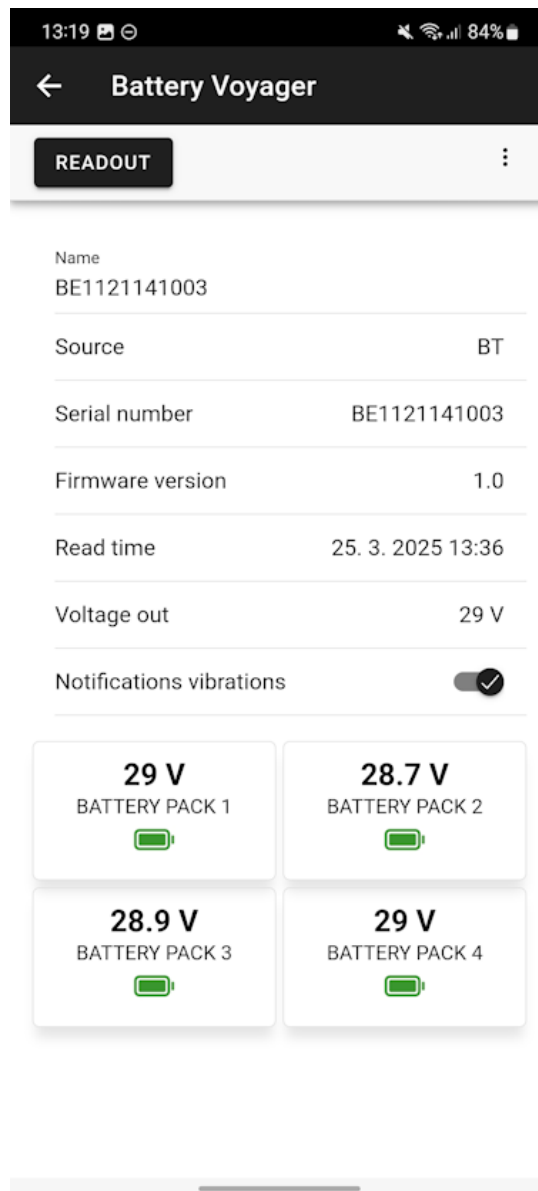 13:19 84%
Battery Voyager
READOUT
Name
BE1121141003
Source BT
Serial number BE1121141003
Firmware version 1.0
Read time 25. 3. 2025 13:36
Voltage out 29 V
Notifications vibrations
29 V 28.7 V
BATTERY PACK 1 BATTERY PACK 2
28.9 V 29 V
BATTERY PACK 3 BATTERY PACK 4